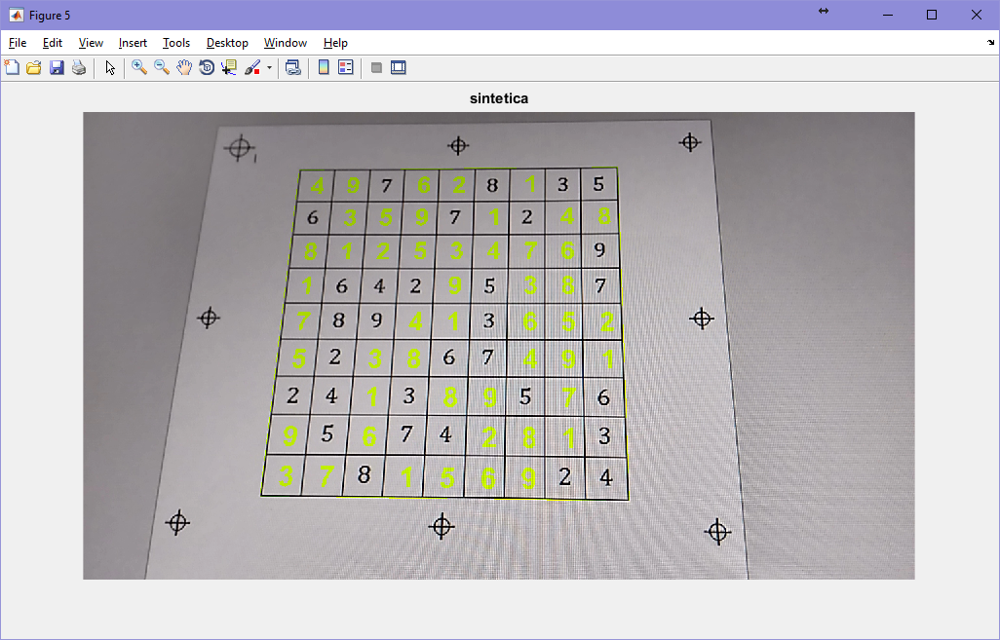 Figure 5
File Edit View Insert Tools Desktop Window Help
sintetica
4 9 7 6 2 8 1 3 5
6 3 5 9 7 1 2 4 8
8 1 2 5 3 4 7 6 9
1 6 4 2 9 5 3 8 7
7 8 9 4 1 3 6 5 2
5 2 3 8 6 7 4 9 1
2 4 1 3 8 9 5 7 6
9 5 6 7 4 2 8 1 3
3 7 8 1 5 6 9 2 4